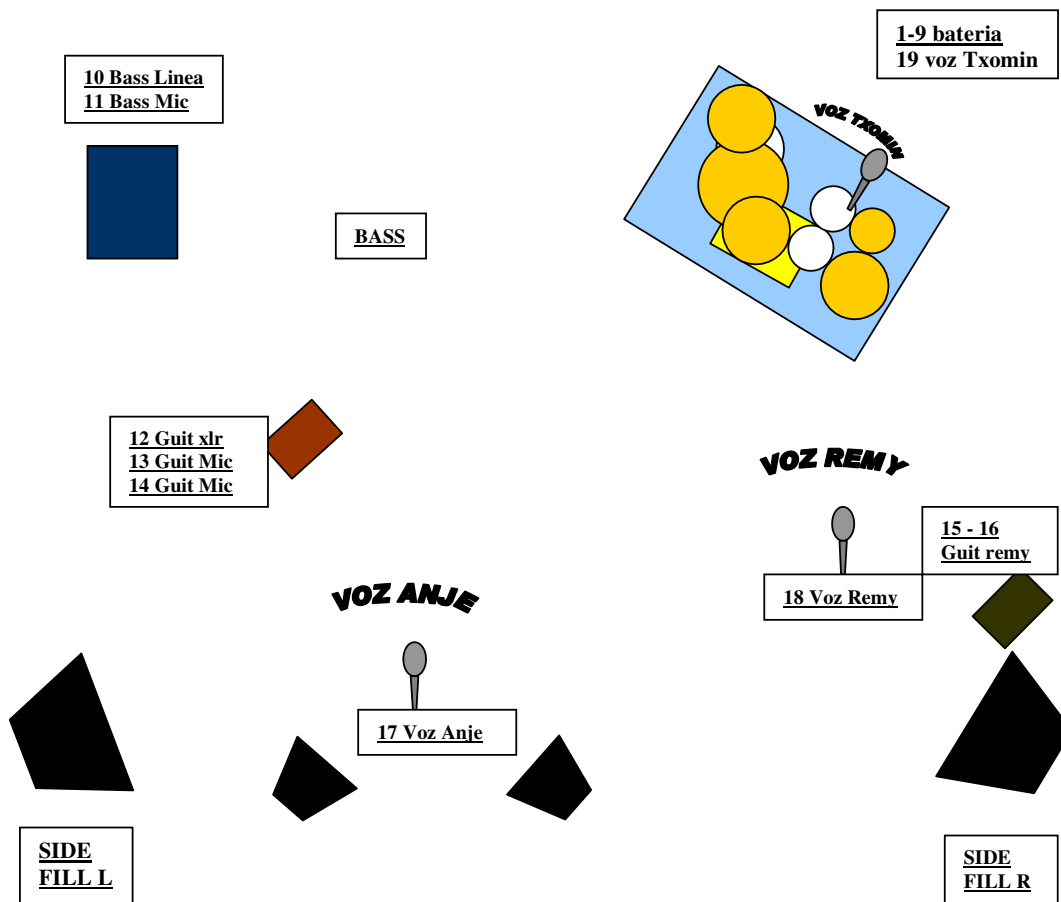 1-9 bateria
19 voz Txomin
10 Bass Linea
11 Bass Mic
VOZ TXOMIN
BASS
12 Guit xlr
13 Guit Mic
14 Guit Mic
VOZ REMY
15 - 16
Guit remy
18 Voz Remy
VOZ ANJE
17 Voz Anje
SIDE
FILL L
SIDE
FILL R